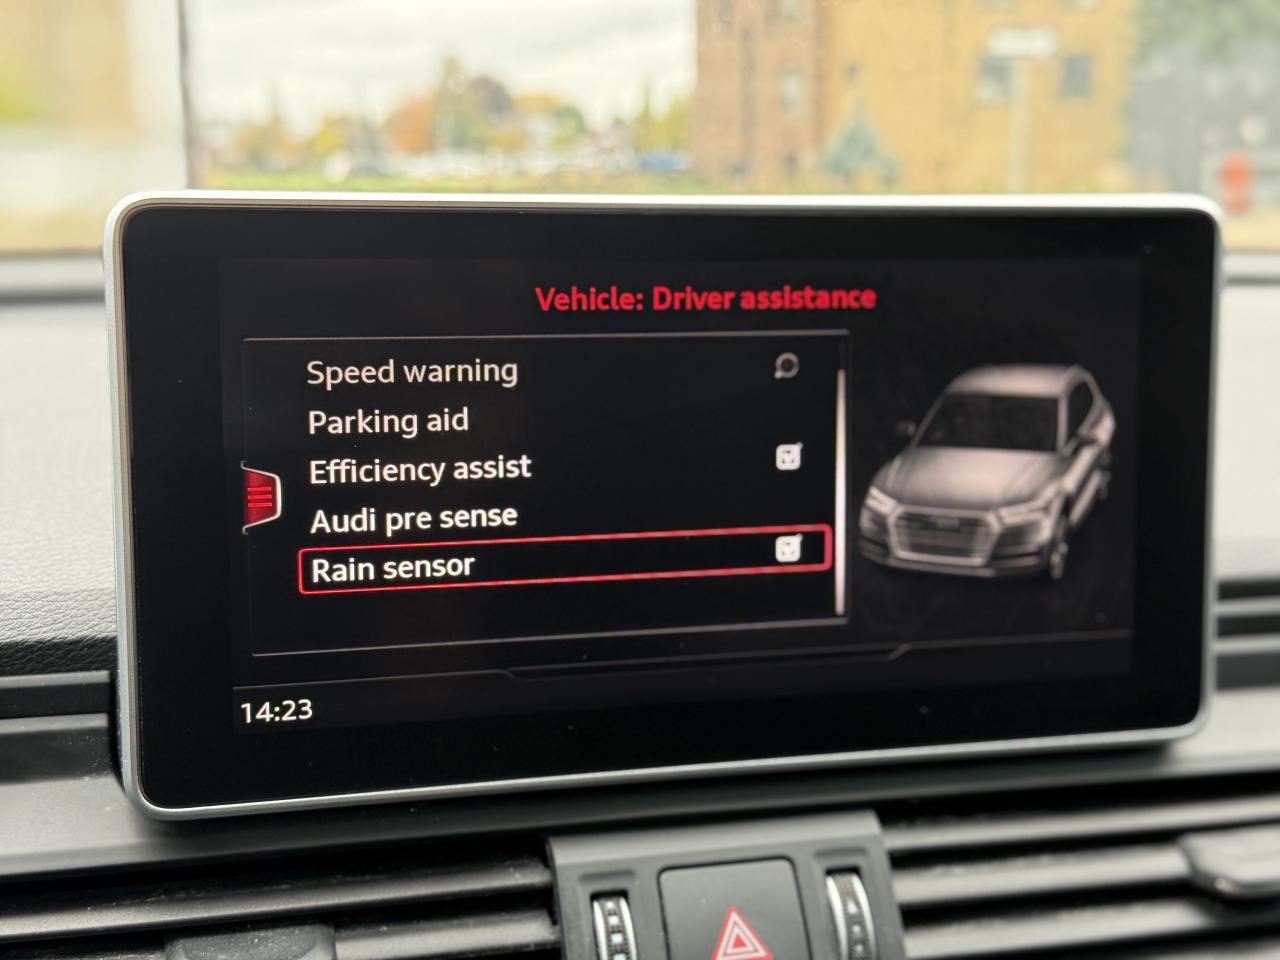 Vehicle: Driver assistance
Speed warning
Parking aid
Efficiency assist
Audi pre sense
Rain sensor
14:23